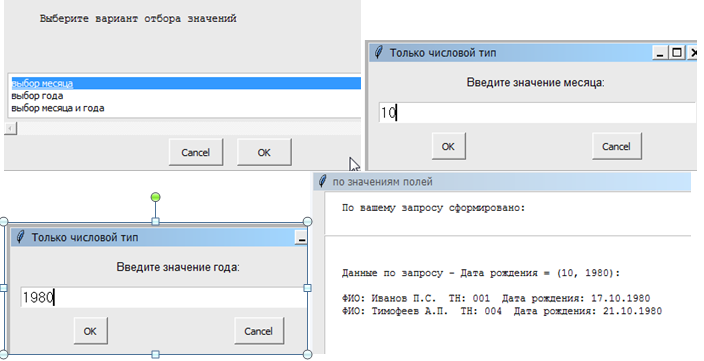 Выберите вариант отбора значений
выбор месяца
выбор года
выбор месяца и года
Cancel
OK
Только числовой тип
Введите значение месяца:
10
OK
Cancel
Только числовой тип
Введите значение года:
1980
OK
Cancel
по значениям полей
По вашему запросу сформировано:
Данные по запросу - Дата рождения = (10, 1980):
ФИО: Иванов П.С. ТН: 001 Дата рождения: 17.10.1980
ФИО: Тимофеев А.П. ТН: 004 Дата рождения: 21.10.1980